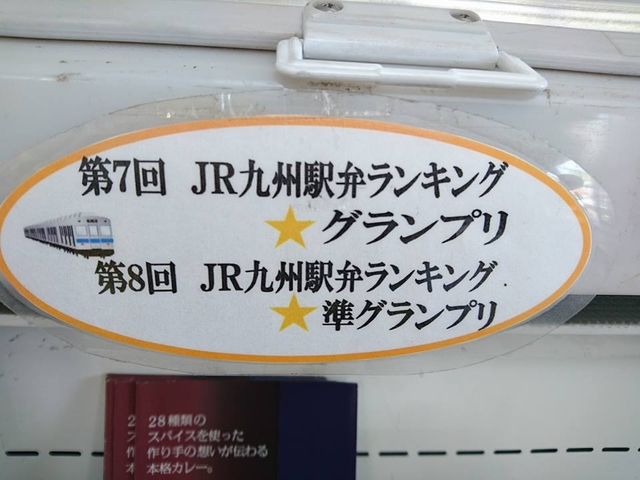 第7回 JR九州駅弁ランキング
★グランプリ
第8回 JR九州駅弁ランキング
★準グランプリ
28種類の
スパイスを使った
作り手の想いが伝わる
本格カレー。